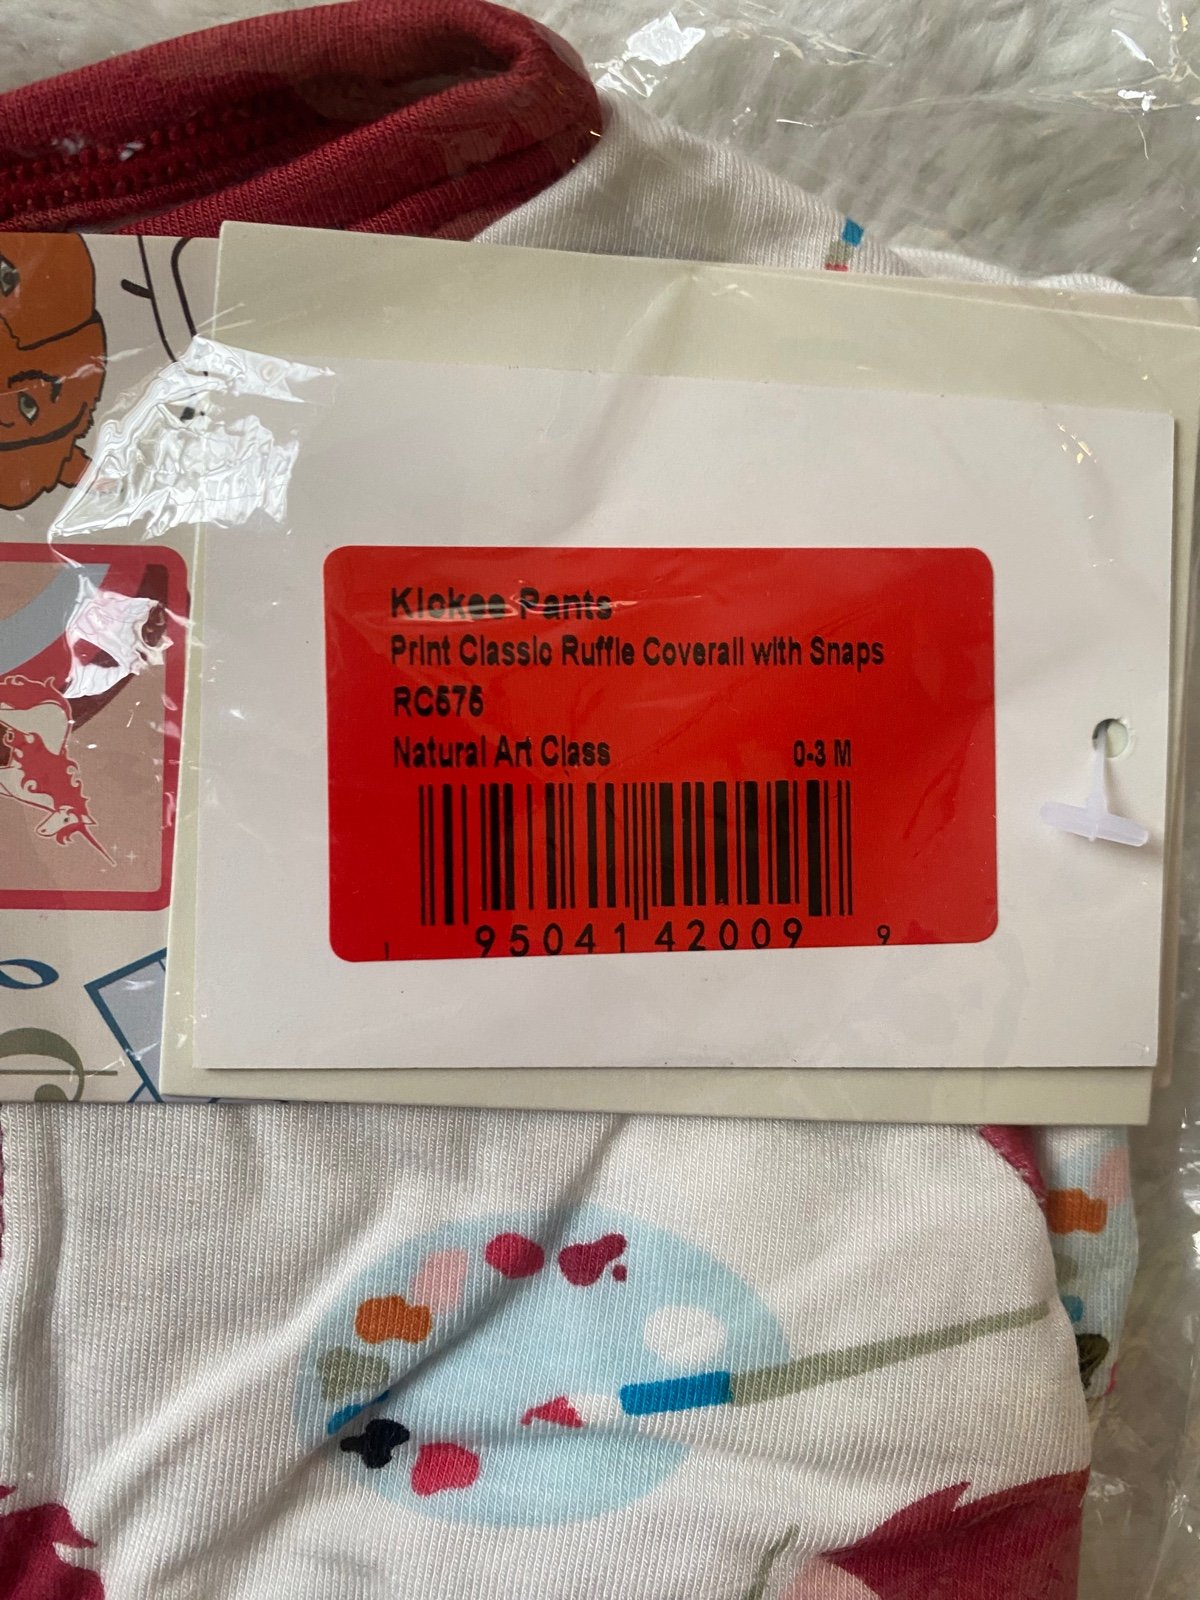 Kickee Pants
Print Classic Ruffle Coverall with Snaps
RC575
Natural Art Class 0-3 M
1 95041 42009 9